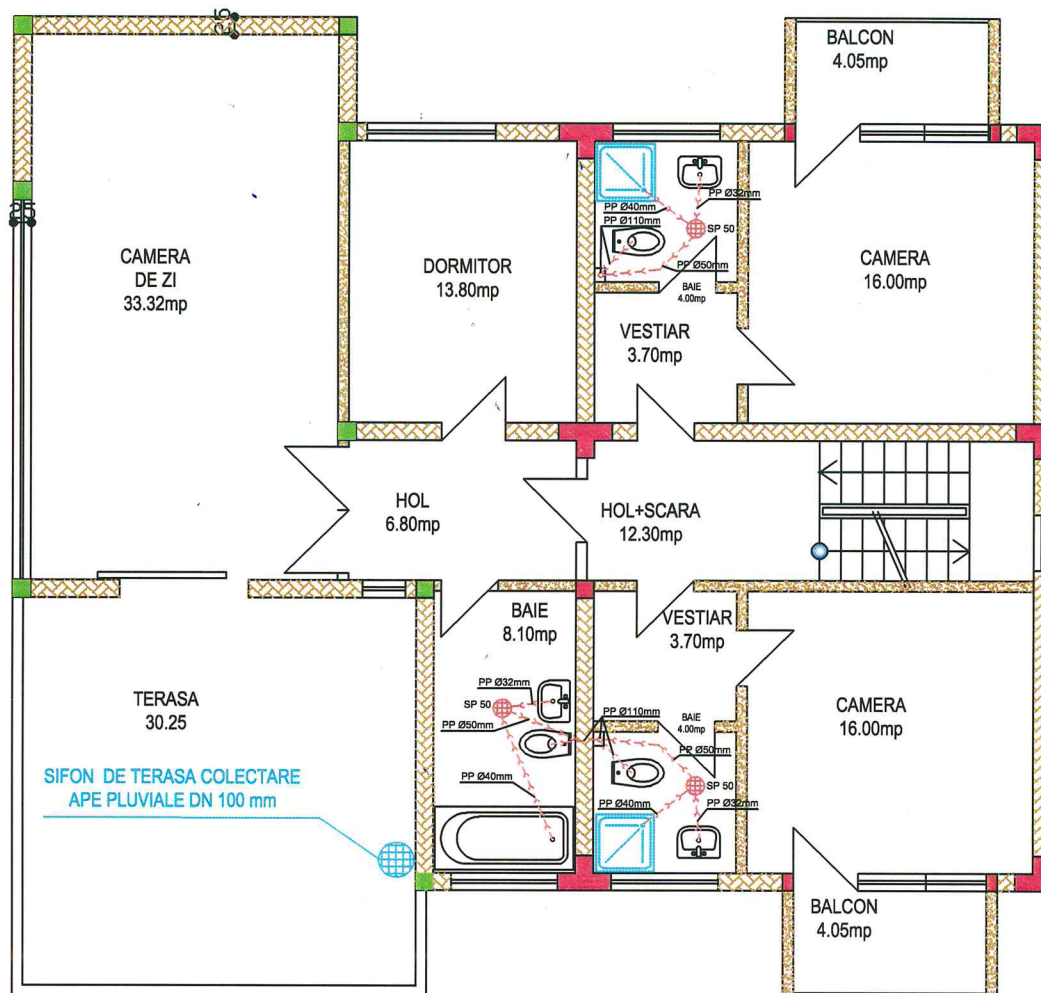 35
BALCON
4.05mp
CAMERA
DE ZI
33.32mp
DORMITOR
13.80mp
PP Ø32mm
PP Ø40mm
PP Ø110mm
SP 50
PP Ø50mm
BAIE
4.00mp
CAMERA
16.00mp
VESTIAR
3.70mp
HOL
6.80mp
HOL+SCARA
12.30mp
BAIE
8.10mp
VESTIAR
3.70mp
PP Ø32mm
SP 50
PP Ø50mm
PP Ø40mm
PP Ø110mm
BAIE
4.00mp
PP Ø50mm
SP 50
PP Ø40mm
PP Ø32mm
CAMERA
16.00mp
TERASA
30.25
SIFON DE TERASA COLECTARE
APE PLUVIALE DN 100 mm
BALCON
4.05mp